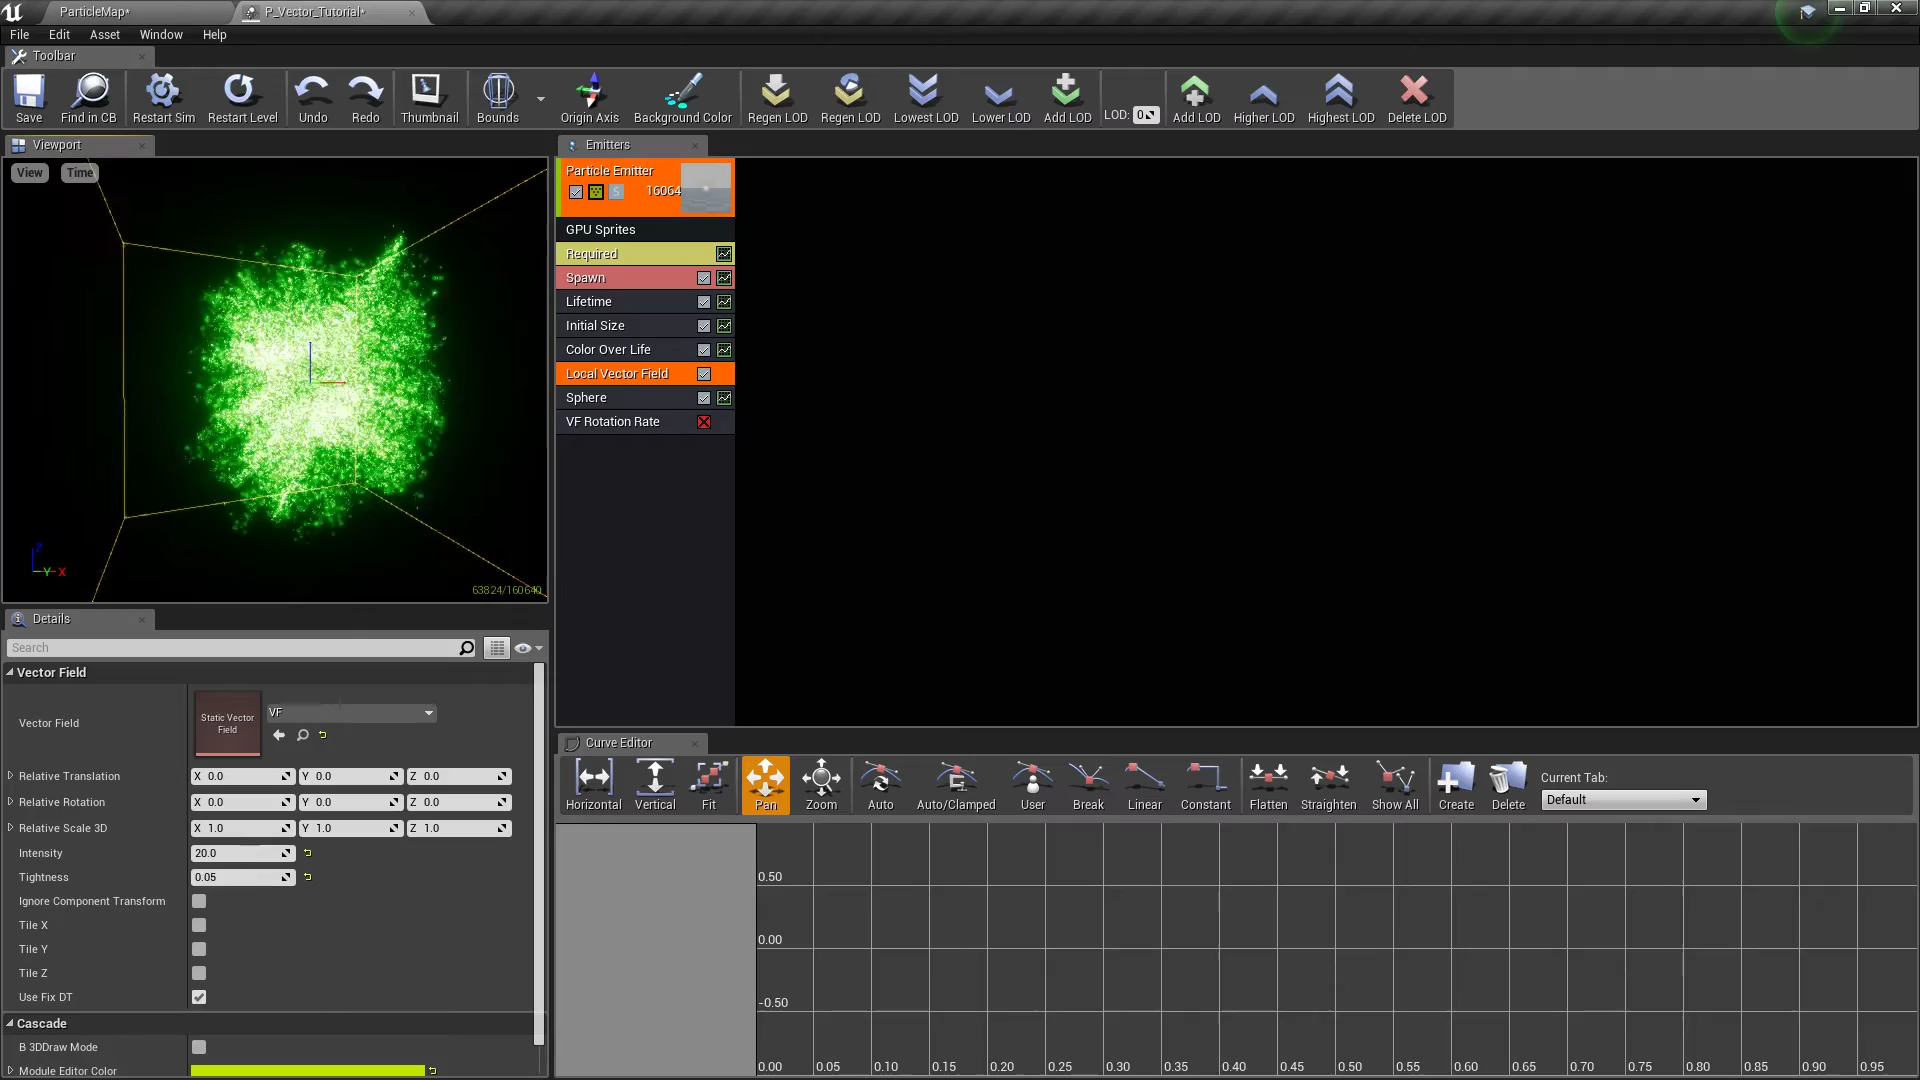 ParticleMap*
P_Vector_Tutorial*
File Edit Asset Window Help
Toolbar
Save Find in CB Restart Sim Restart Level Undo Redo Thumbnail Bounds Origin Axis Background Color Regen LOD Regen LOD Lowest LOD Lower LOD Add LOD LOD: 0 Add LOD Higher LOD Highest LOD Delete LOD
Viewport
View Time
Z
Y X
63824/160640
Emitters
Particle Emitter
S 16064
GPU Sprites
Required
Spawn
Lifetime
Initial Size
Color Over Life
Local Vector Field
Sphere
VF Rotation Rate
Details
Search
Vector Field
Vector Field
Static Vector
Field
VF
Relative Translation X 0.0 Y 0.0 Z 0.0
Relative Rotation X 0.0 Y 0.0 Z 0.0
Relative Scale 3D X 1.0 Y 1.0 Z 1.0
Intensity 20.0
Tightness 0.05
Ignore Component Transform
Tile X
Tile Y
Tile Z
Use Fix DT
Cascade
B 3DDraw Mode
Module Editor Color
Curve Editor
Horizontal Vertical Fit Pan Zoom Auto Auto/Clamped User Break Linear Constant Flatten Straighten Show All Create Delete
Current Tab:
Default
0.50
0.00
-0.50
0.00 0.05 0.10 0.15 0.20 0.25 0.30 0.35 0.40 0.45 0.50 0.55 0.60 0.65 0.70 0.75 0.80 0.85 0.90 0.95